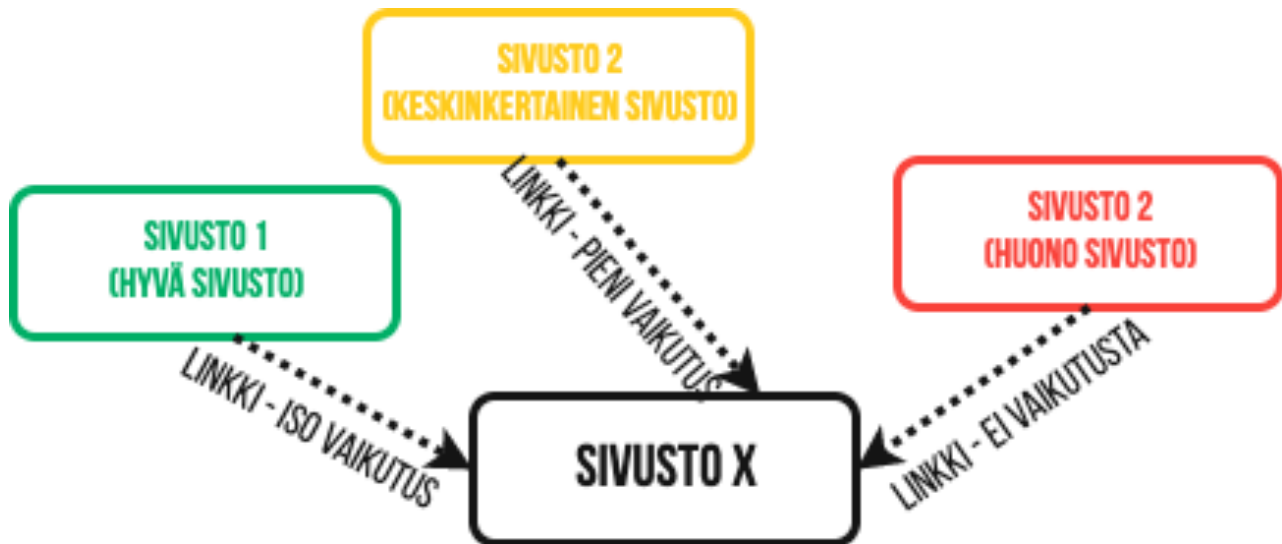 SIVUSTO 2
(KESKINKERTAINEN SIVUSTO)
SIVUSTO 1
(HYVÄ SIVUSTO)
SIVUSTO 2
(HUONO SIVUSTO)
LINKKI - ISO VAIKUTUS
LINKKI - PIENI VAIKUTUS
LINKKI - EI VAIKUTUSTA
SIVUSTO X